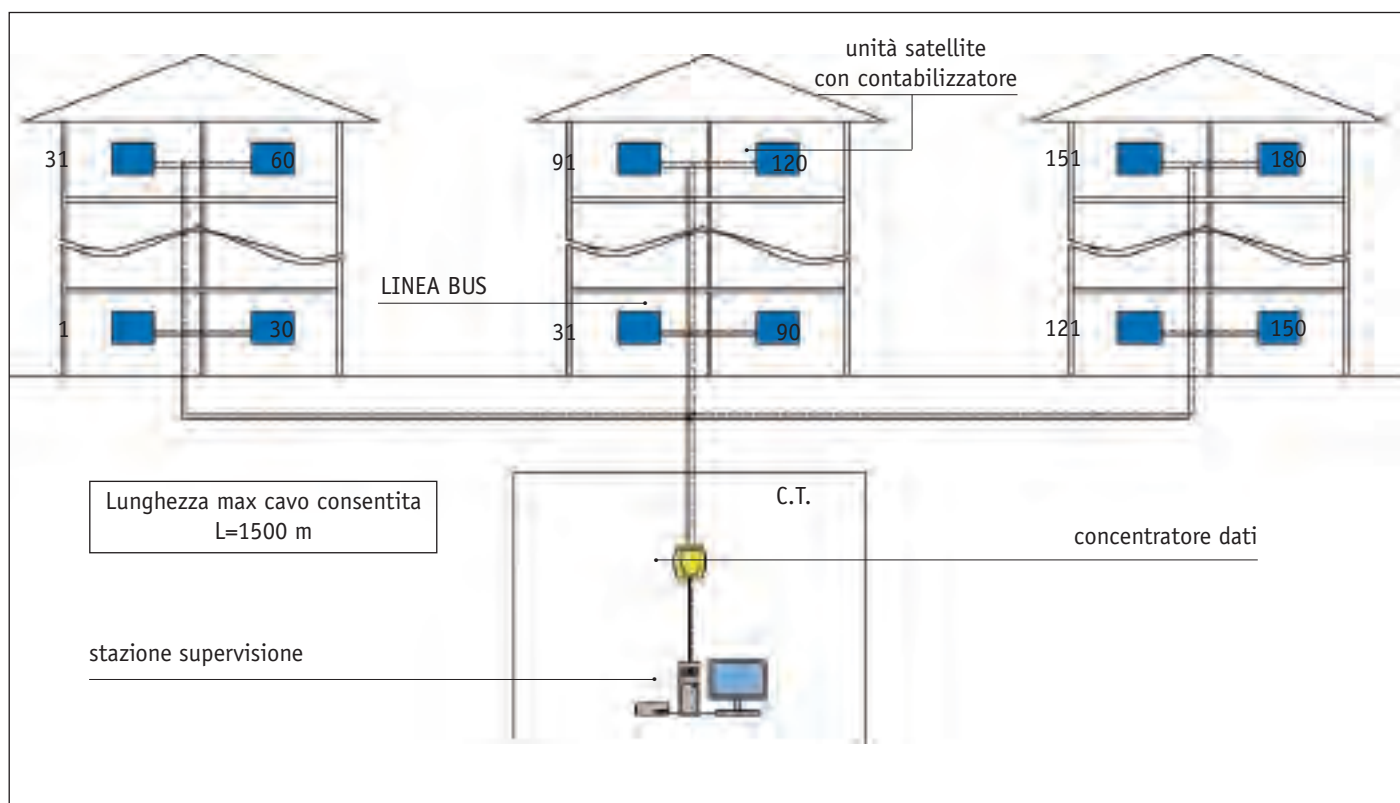 unità satellite
con contabilizzatore
31
60
91
120
151
180
LINEA BUS
1
30
31
90
121
150
Lunghezza max cavo consentita
L=1500 m
C.T.
concentratore dati
stazione supervisione